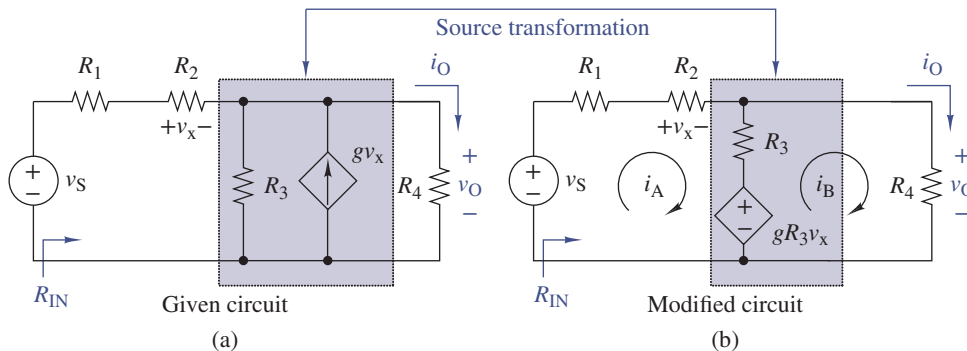 Source transformation
R1 R2 iO
+vx−
+ − vS
R3
gvx
R4
+ vO −
RIN
Given circuit
(a)
R1 R2 iO
+vx−
R3
+ − vS
iA
iB
R4
+ vO −
+ − gR3vx
RIN
Modified circuit
(b)